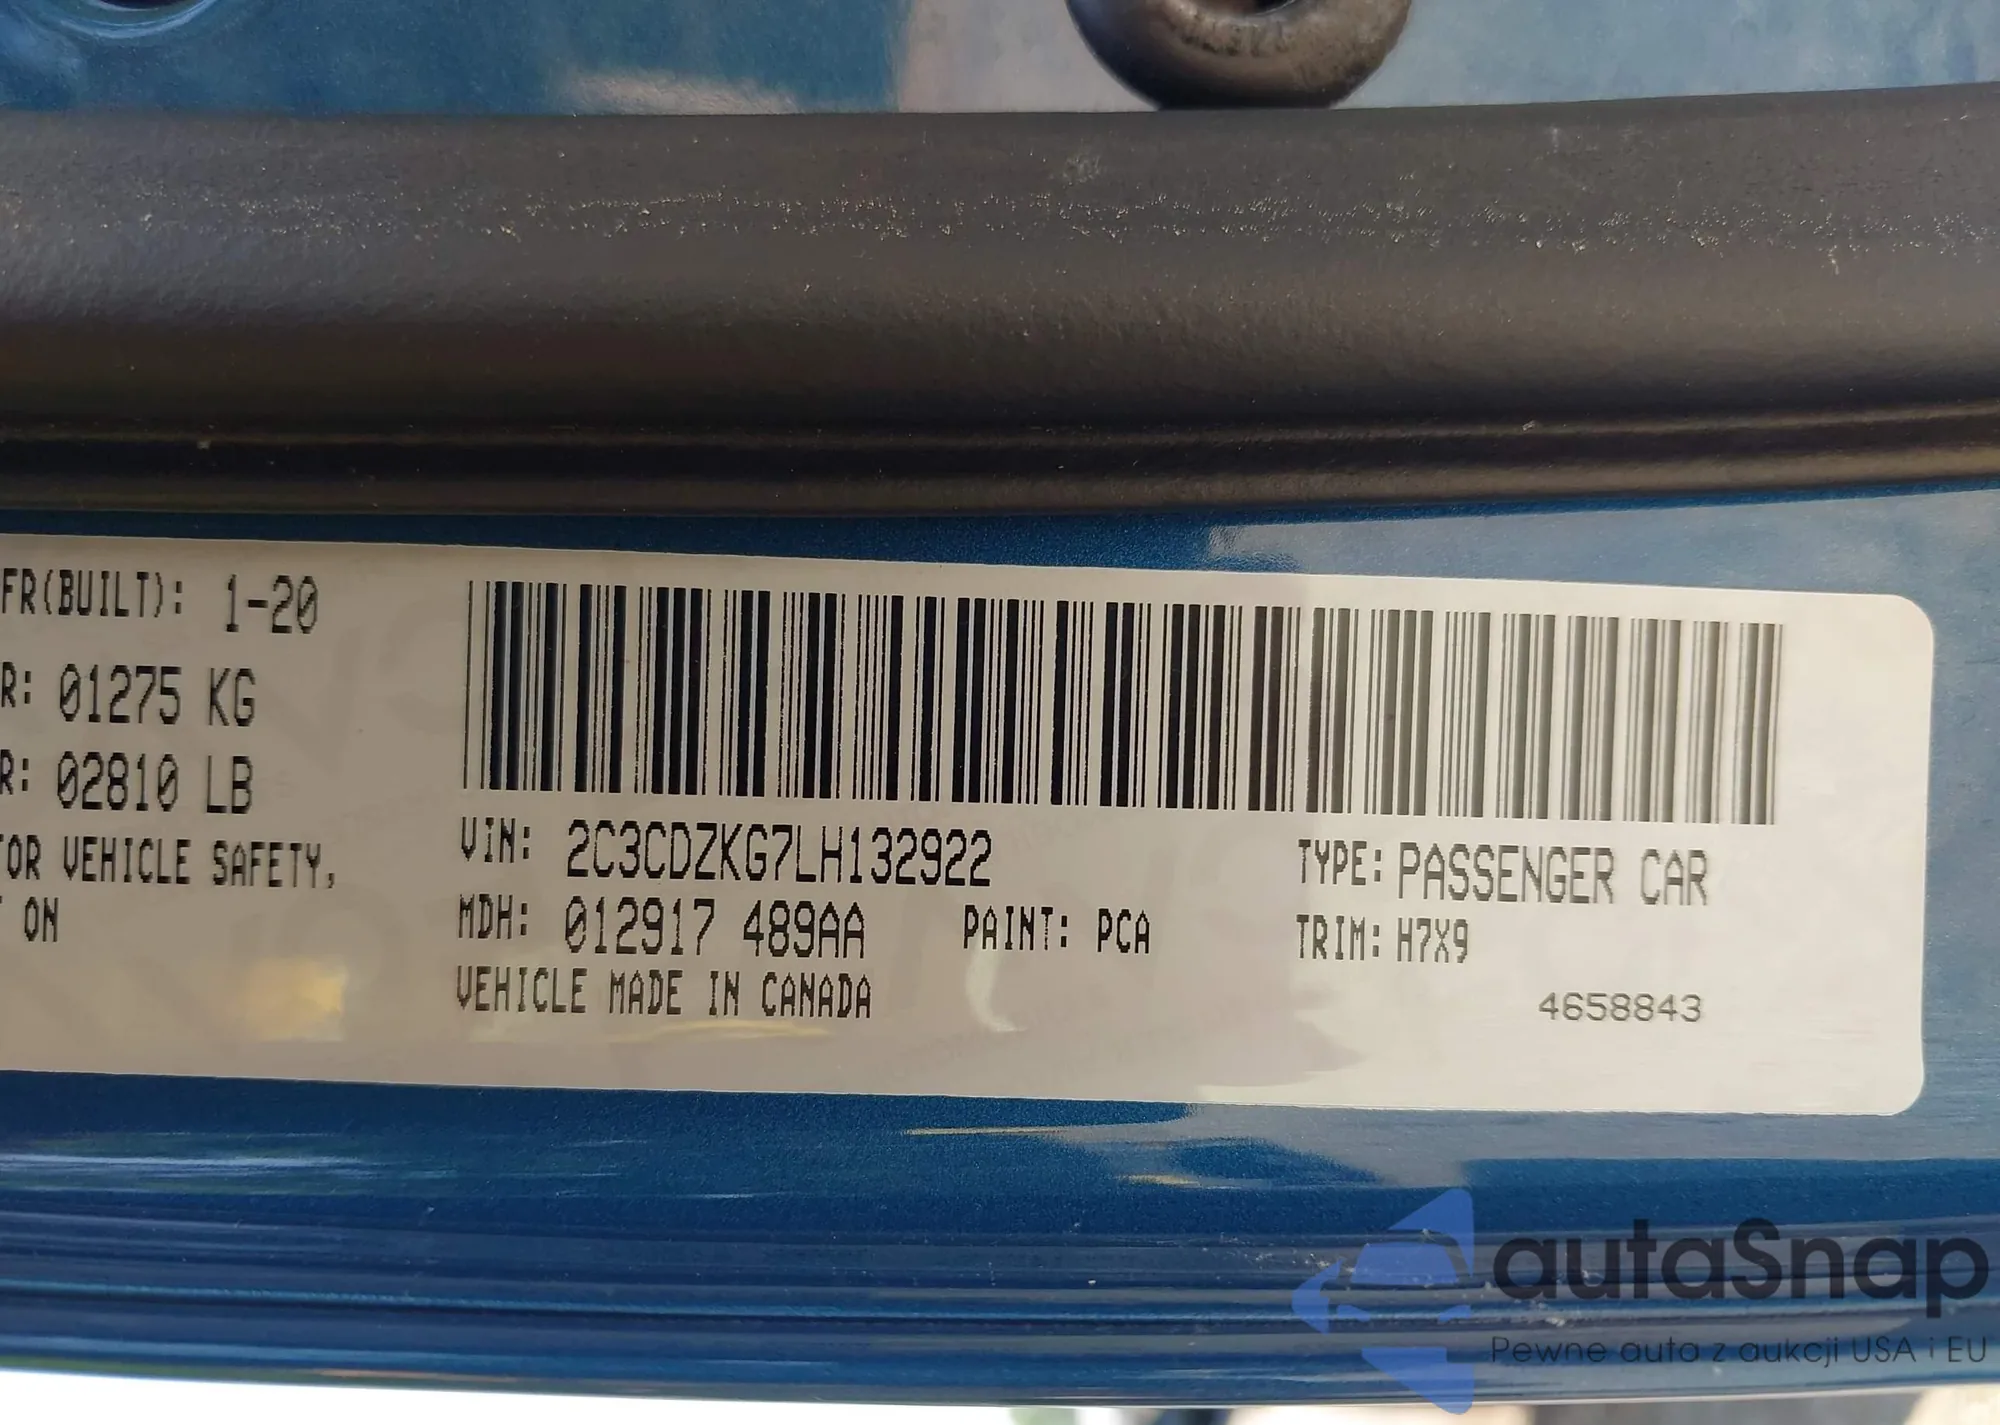 FR(BUILT): 1-20
R: 01275 KG
R: 02810 LB
OR VEHICLE SAFETY,
ON
VIN: 2C3CDZKG7LH132922
TYPE: PASSENGER CAR
MDH: 012917 489AA
PAINT: PCA
TRIM: H7X9
VEHICLE MADE IN CANADA
4658843
autaSnap
Pewne auta z aukcji USA i EU